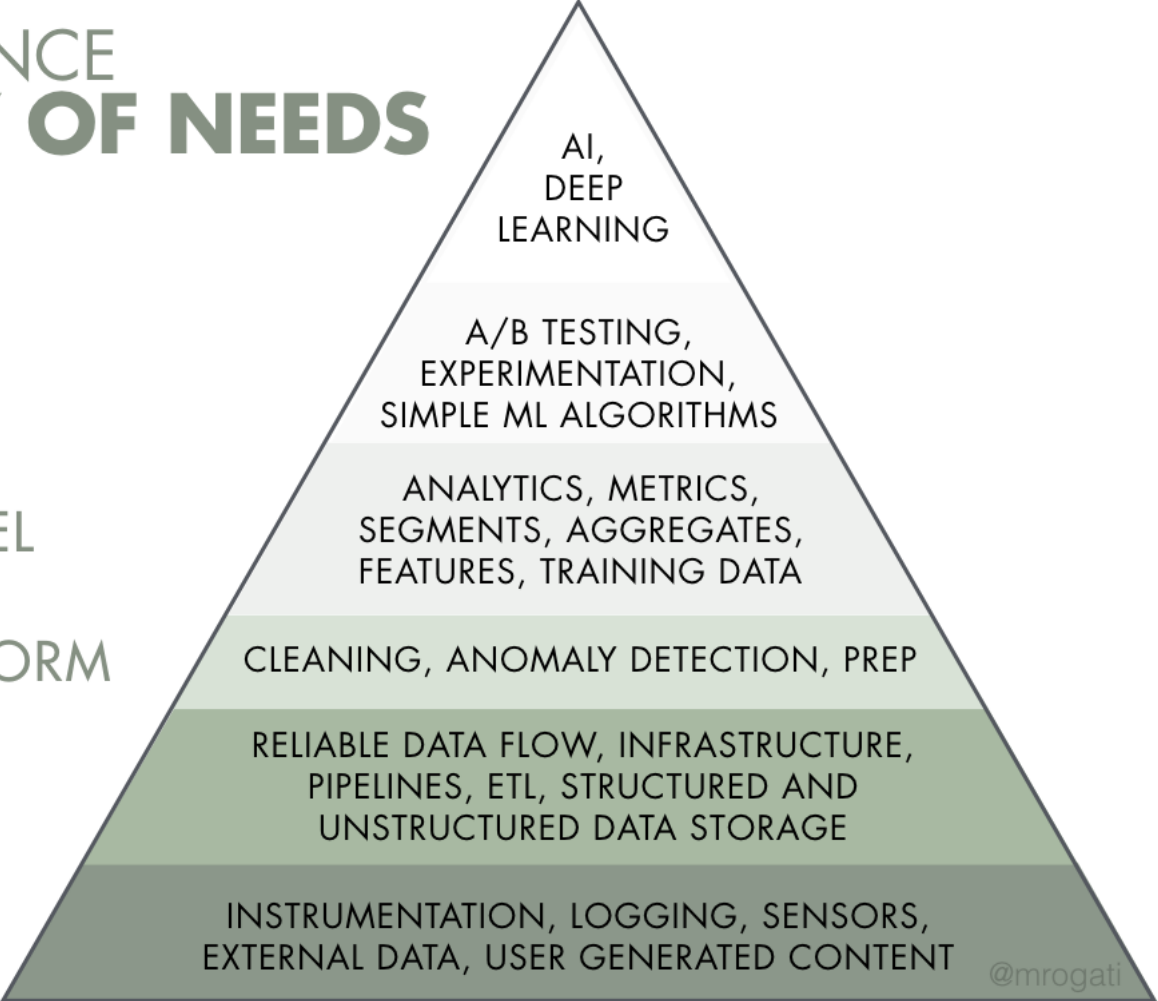 NCE
OF NEEDS
AI,
DEEP
LEARNING
A/B TESTING,
EXPERIMENTATION,
SIMPLE ML ALGORITHMS
ANALYTICS, METRICS,
SEGMENTS, AGGREGATES,
FEATURES, TRAINING DATA
EL
CLEANING, ANOMALY DETECTION, PREP
ORM
RELIABLE DATA FLOW, INFRASTRUCTURE,
PIPELINES, ETL, STRUCTURED AND
UNSTRUCTURED DATA STORAGE
INSTRUMENTATION, LOGGING, SENSORS,
EXTERNAL DATA, USER GENERATED CONTENT
@mrogati